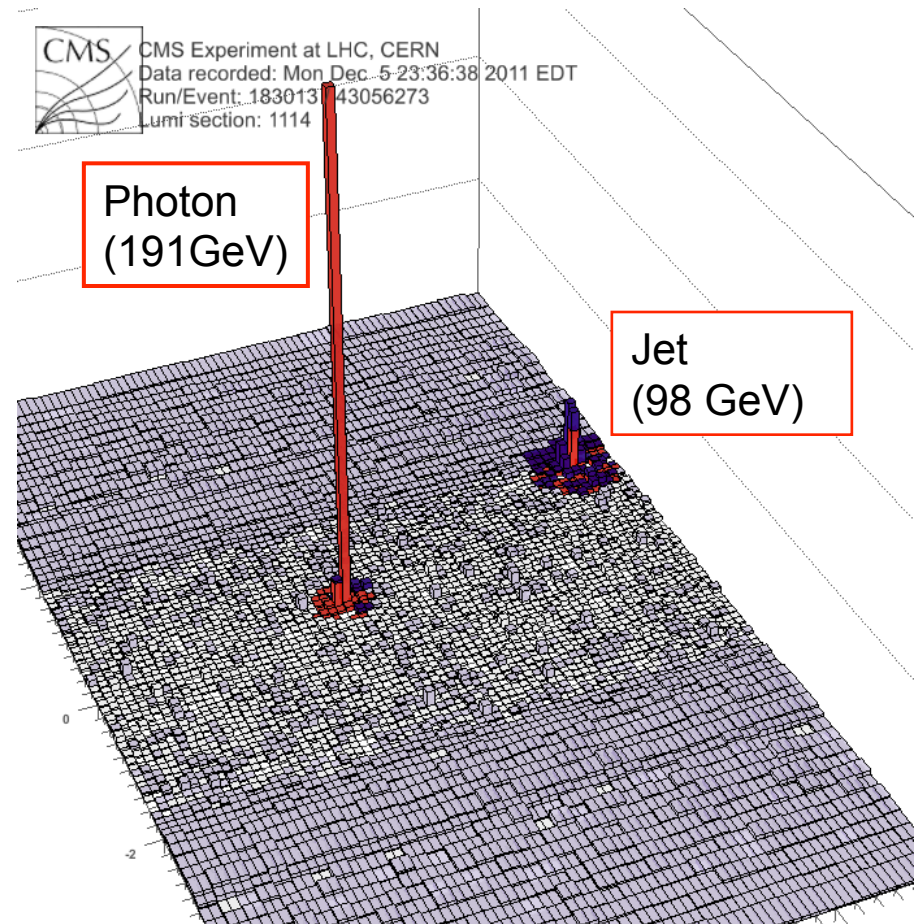 CMS
CMS Experiment at LHC, CERN
Data recorded: Mon Dec 5 23:36:38 2011 EDT
Run/Event: 183013 43056273
Lumi section: 1114
Photon
(191GeV)
Jet
(98 GeV)
0
-2